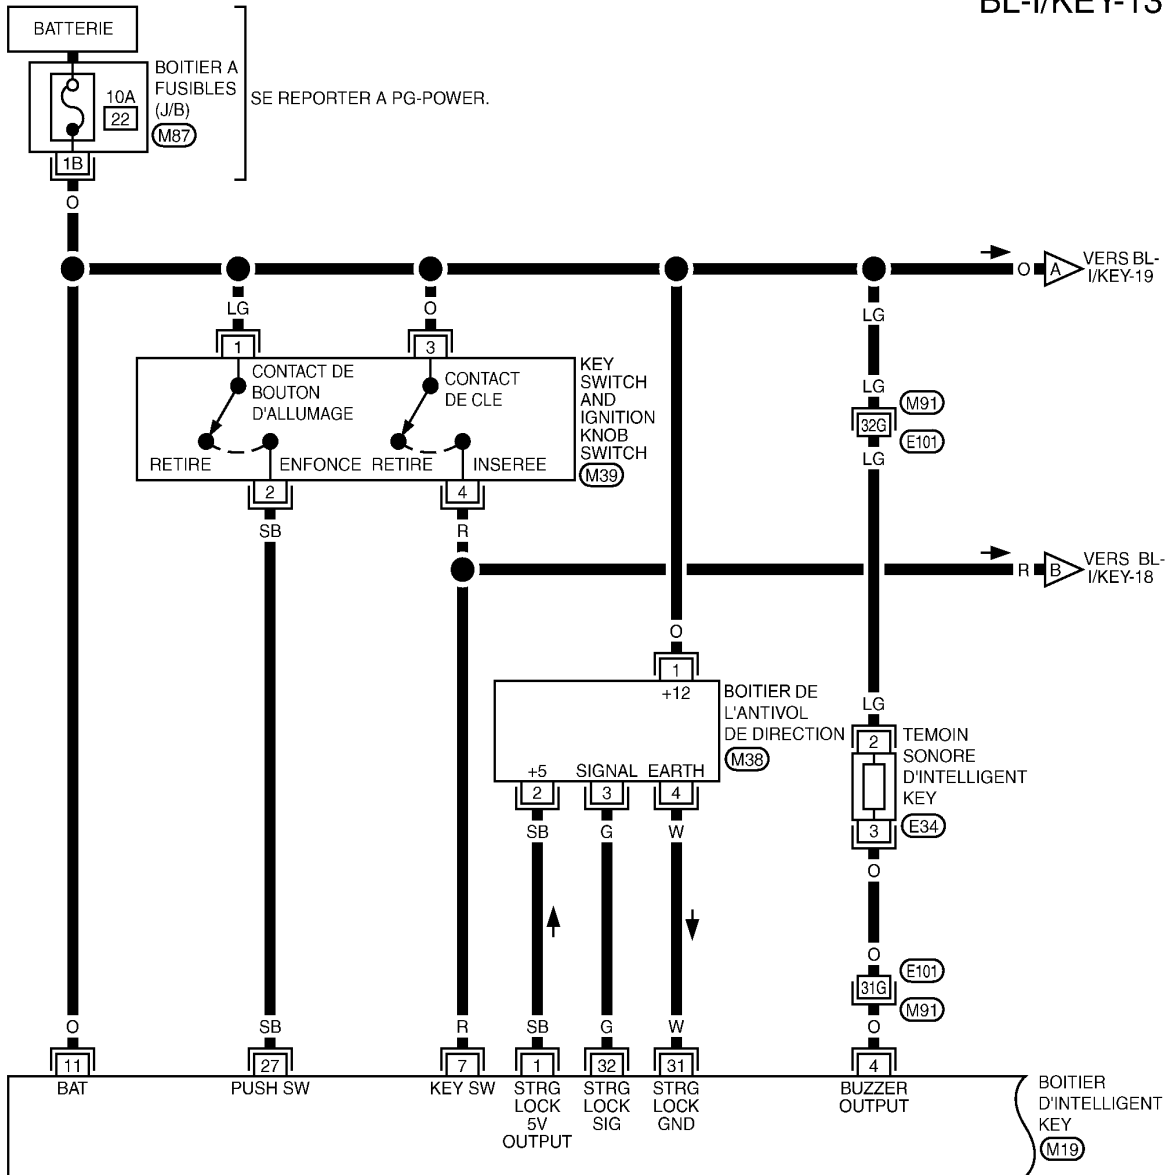 BL-I/KEY-13
BATTERIE
BOITIER A
FUSIBLES
(J/B)
M87
10A
22
SE REPORTER A PG-POWER.
1B
O
O
A
VERS BL-
I/KEY-19
LG
O
LG
1
3
CONTACT DE
BOUTON
D'ALLUMAGE
CONTACT
DE CLE
KEY
SWITCH
AND
IGNITION
KNOB
SWITCH
M39
LG
M91
32G
E101
LG
RETIRE
ENFONCE
RETIRE
INSEREE
2
4
SB
R
R
B
VERS BL-
I/KEY-18
O
1
+12
BOITIER DE
L'ANTIVOL
DE DIRECTION
M38
+5
SIGNAL
EARTH
2
3
4
SB
G
W
LG
2
TEMOIN
SONORE
D'INTELLIGENT
KEY
E34
3
O
O
E101
31G
M91
O
SB
R
SB
G
W
O
11
27
7
1
32
31
4
BAT
PUSH SW
KEY SW
STRG
LOCK
5V
OUTPUT
STRG
LOCK
SIG
STRG
LOCK
GND
BUZZER
OUTPUT
BOITIER
D'INTELLIGENT
KEY
M19